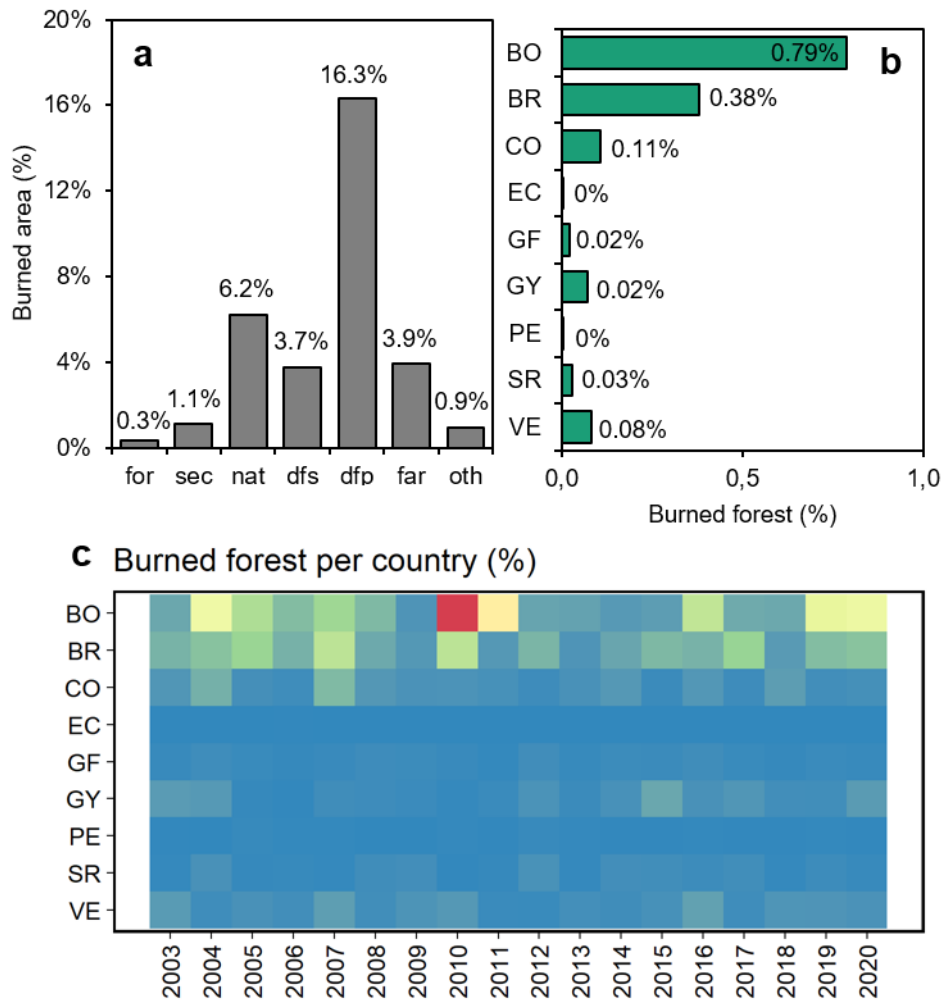 a
20%
16%
12%
8%
4%
0%
Burned area (%)
0.3%
1.1%
6.2%
3.7%
16.3%
3.9%
0.9%
for sec nat dfs dfp far oth
b
BO 0.79%
BR 0.38%
CO 0.11%
EC 0%
GF 0.02%
GY 0.02%
PE 0%
SR 0.03%
VE 0.08%
0,0 0,5 1,0
Burned forest (%)
c Burned forest per country (%)
BO
BR
CO
EC
GF
GY
PE
SR
VE
2003 2004 2005 2006 2007 2008 2009 2010 2011 2012 2013 2014 2015 2016 2017 2018 2019 2020